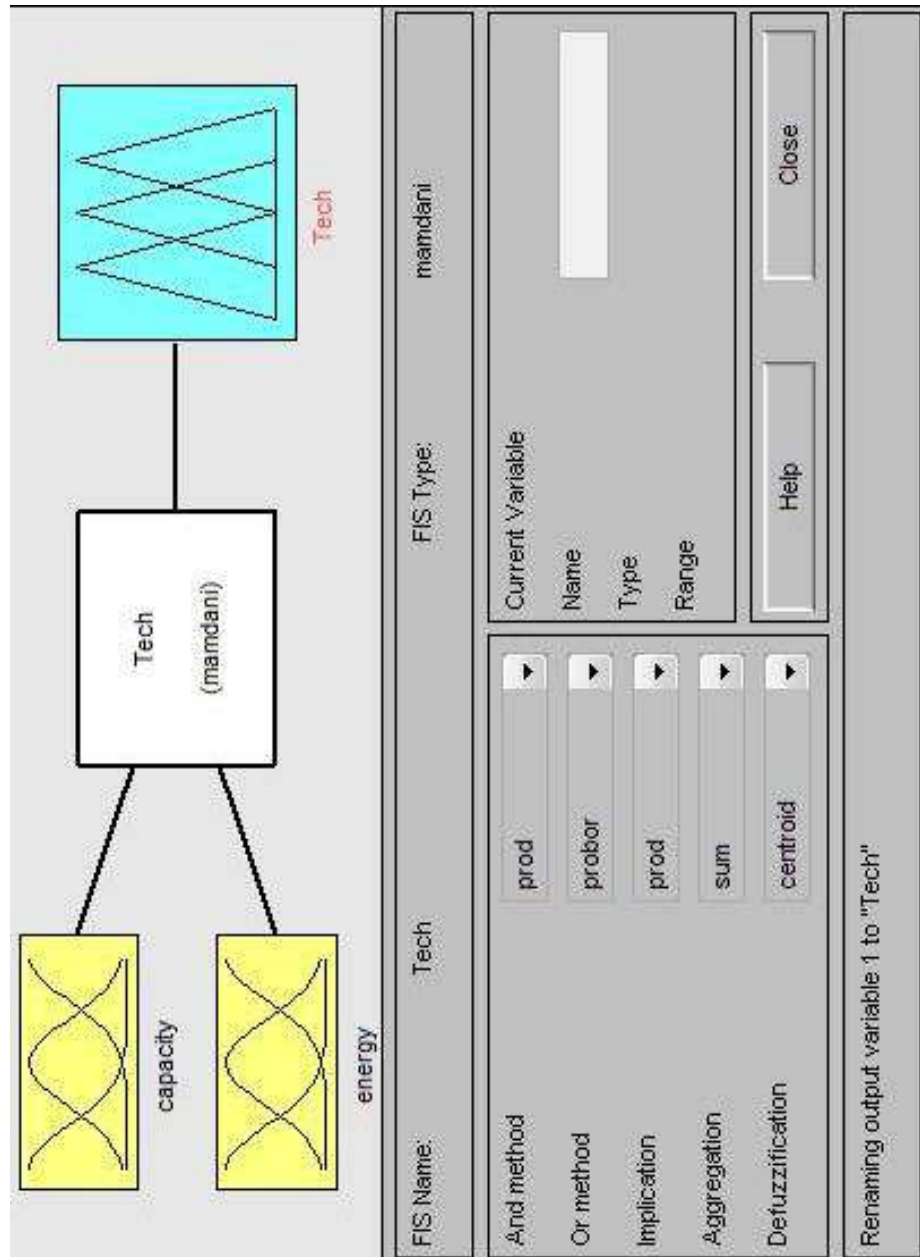 capacity
energy
Tech
(mamdani)
Tech
FIS Name: Tech FIS Type: mamdani
And method prod
Or method probor
Implication prod
Aggregation sum
Defuzzification centroid
Current Variable
Name
Type
Range
Help Close
Renaming output variable 1 to "Tech"